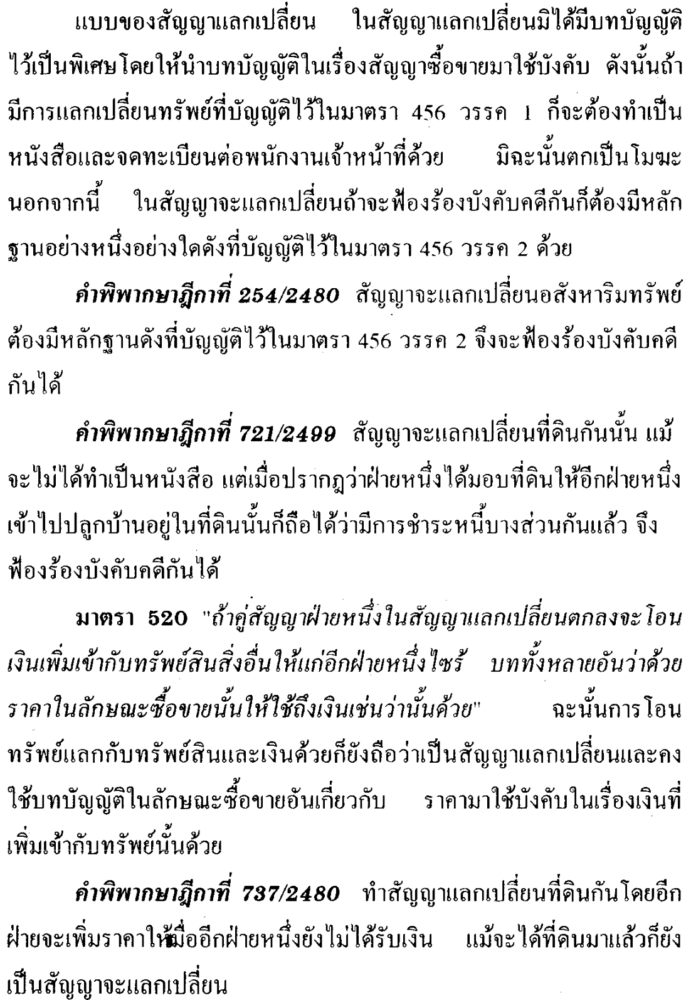 แบบของสัญญาแลกเปลี่ยน ในสัญญาแลกเปลี่ยนมิได้มีบทบัญญัติ
ไว้เป็นพิเศษโดยให้นำบทบัญญัติในเรื่องสัญญาซื้อขายมาใช้บังคับ ดังนั้นถ้า
มีการแลกเปลี่ยนทรัพย์ที่บัญญัติไว้ในมาตรา 456 วรรค 1 ก็จะต้องทำเป็น
หนังสือและจดทะเบียนต่อพนักงานเจ้าหน้าที่ด้วย มิฉะนั้นตกเป็นโมฆะ
นอกจากนี้ ในสัญญาจะแลกเปลี่ยนถ้าจะฟ้องร้องบังคับคดีกันก็ต้องมีหลัก
ฐานอย่างหนึ่งอย่างใดดังที่บัญญัติไว้ในมาตรา 456 วรรค 2 ด้วย
คำพิพากษาฎีกาที่ 254/2480 สัญญาจะแลกเปลี่ยนอสังหาริมทรัพย์
ต้องมีหลักฐานดังที่บัญญัติไว้ในมาตรา 456 วรรค 2 จึงจะฟ้องร้องบังคับคดี
กันได้
คำพิพากษาฎีกาที่ 721/2499 สัญญาจะแลกเปลี่ยนที่ดินกันนั้น แม้
จะไม่ได้ทำเป็นหนังสือ แต่เมื่อปรากฎว่าฝ่ายหนึ่งได้มอบที่ดินให้อีกฝ่ายหนึ่ง
เข้าไปปลูกบ้านอยู่ในที่ดินนั้นก็ถือได้ว่ามีการชำระหนี้บางส่วนกันแล้ว จึง
ฟ้องร้องบังคับคดีกันได้
มาตรา 520 "ถ้าคู่สัญญาฝ่ายหนึ่งในสัญญาแลกเปลี่ยนตกลงจะโอน
เงินเพิ่มเข้ากับทรัพย์สินสิ่งอื่นให้แก่อีกฝ่ายหนึ่งไซร้ บททั้งหลายอันว่าด้วย
ราคาในลักษณะซื้อขายนั้นให้ใช้ถึงเงินเช่นว่านั้นด้วย" ฉะนั้นการโอน
ทรัพย์แลกกับทรัพย์สินและเงินด้วยก็ยังถือว่าเป็นสัญญาแลกเปลี่ยนและคง
ใช้บทบัญญัติในลักษณะซื้อขายอันเกี่ยวกับ ราคามาใช้บังคับในเรื่องเงินที่
เพิ่มเข้ากับทรัพย์นั้นด้วย
คำพิพากษาฎีกาที่ 737/2480 ทำสัญญาแลกเปลี่ยนที่ดินกันโดยอีก
ฝ่ายจะเพิ่มราคาให้เมื่ออีกฝ่ายหนึ่งยังไม่ได้รับเงิน แม้จะได้ที่ดินมาแล้วก็ยัง
เป็นสัญญาจะแลกเปลี่ยน